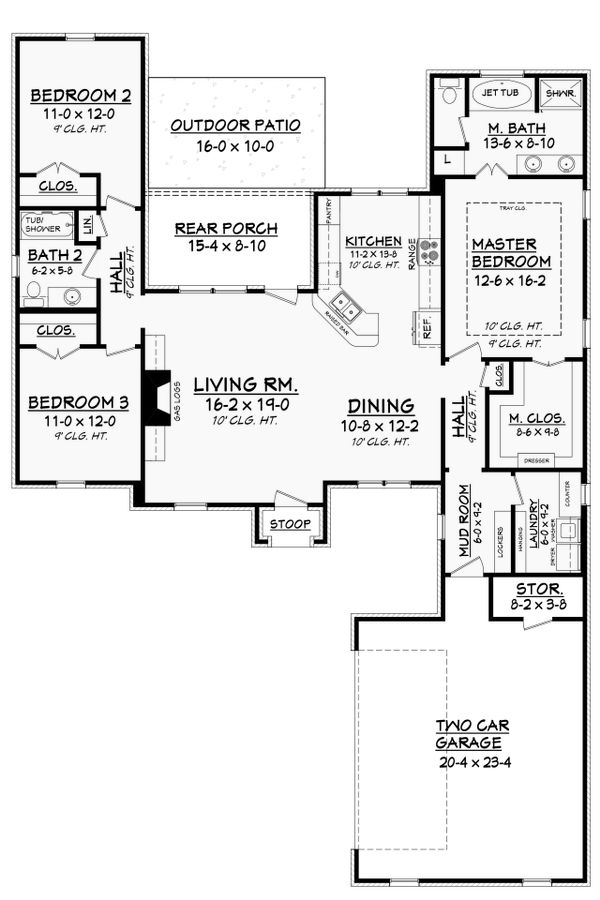 BEDROOM 2
11-0 x 12-0
9' CLG. HT.
CLOS.
OUTDOOR PATIO
16-0 x 10-0
JET TUB
SHWR.
M. BATH
13-6 x 8-10
L
TUB/
SHOWER
LIN.
BATH 2
6-2 x 5-8
HALL
9' CLG. HT.
REAR PORCH
15-4 x 8-10
PANTRY
KITCHEN
11-2 x 13-8
10' CLG. HT.
RANGE
D/W
RAISED BAR
REF.
TRAY CLG.
MASTER
BEDROOM
12-6 x 16-2
10' CLG. HT.
9' CLG. HT.
CLOS.
BEDROOM 3
11-0 x 12-0
9' CLG. HT.
GAS LOGS
LIVING RM.
16-2 x 19-0
10' CLG. HT.
DINING
10-8 x 12-2
10' CLG. HT.
HALL
9' CLG. HT.
CLOS.
M. CLOS.
8-6 x 9-8
DRESSER
STOOP
MUD ROOM
6-0 x 9-2
LOCKERS
HANGING
LAUNDRY
6-0 x 9-2
COUNTER
DRYER
WASHER
STOR.
8-2 x 3-8
TWO CAR
GARAGE
20-4 x 23-4